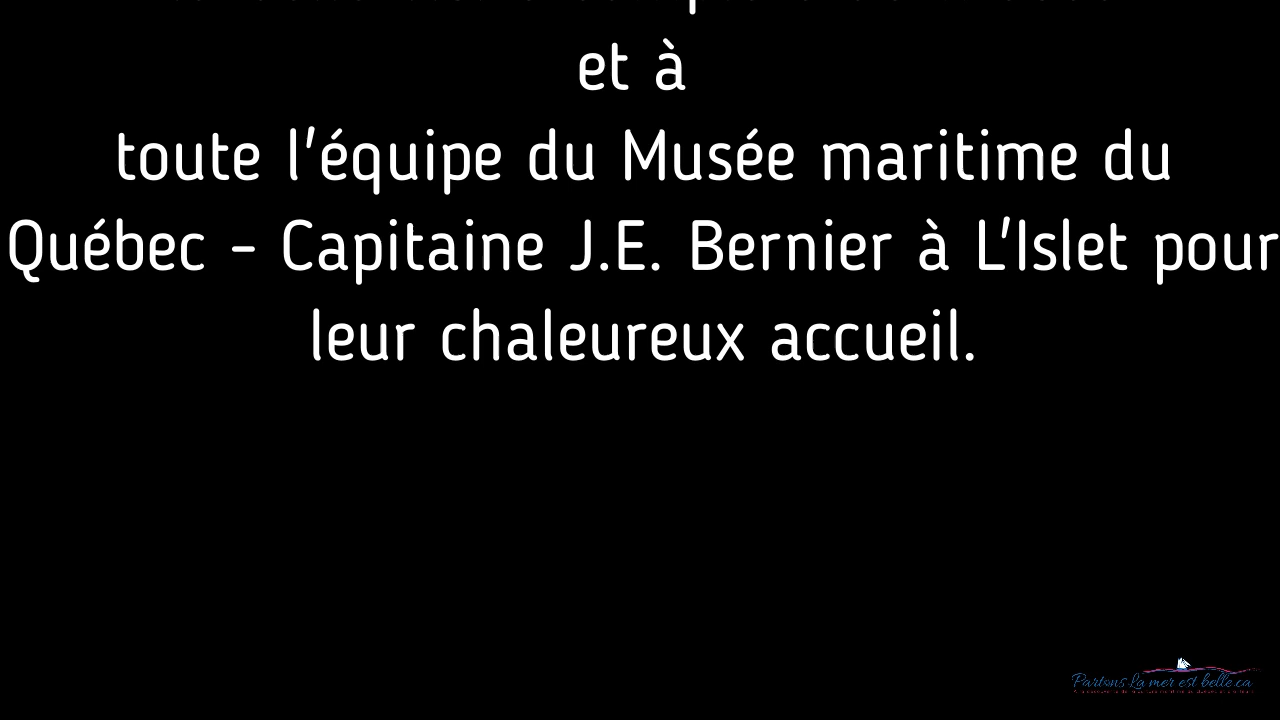 et à
toute l'équipe du Musée maritime du
Québec - Capitaine J.E. Bernier à L'Islet pour
leur chaleureux accueil.
Partons La mer est belle.ca